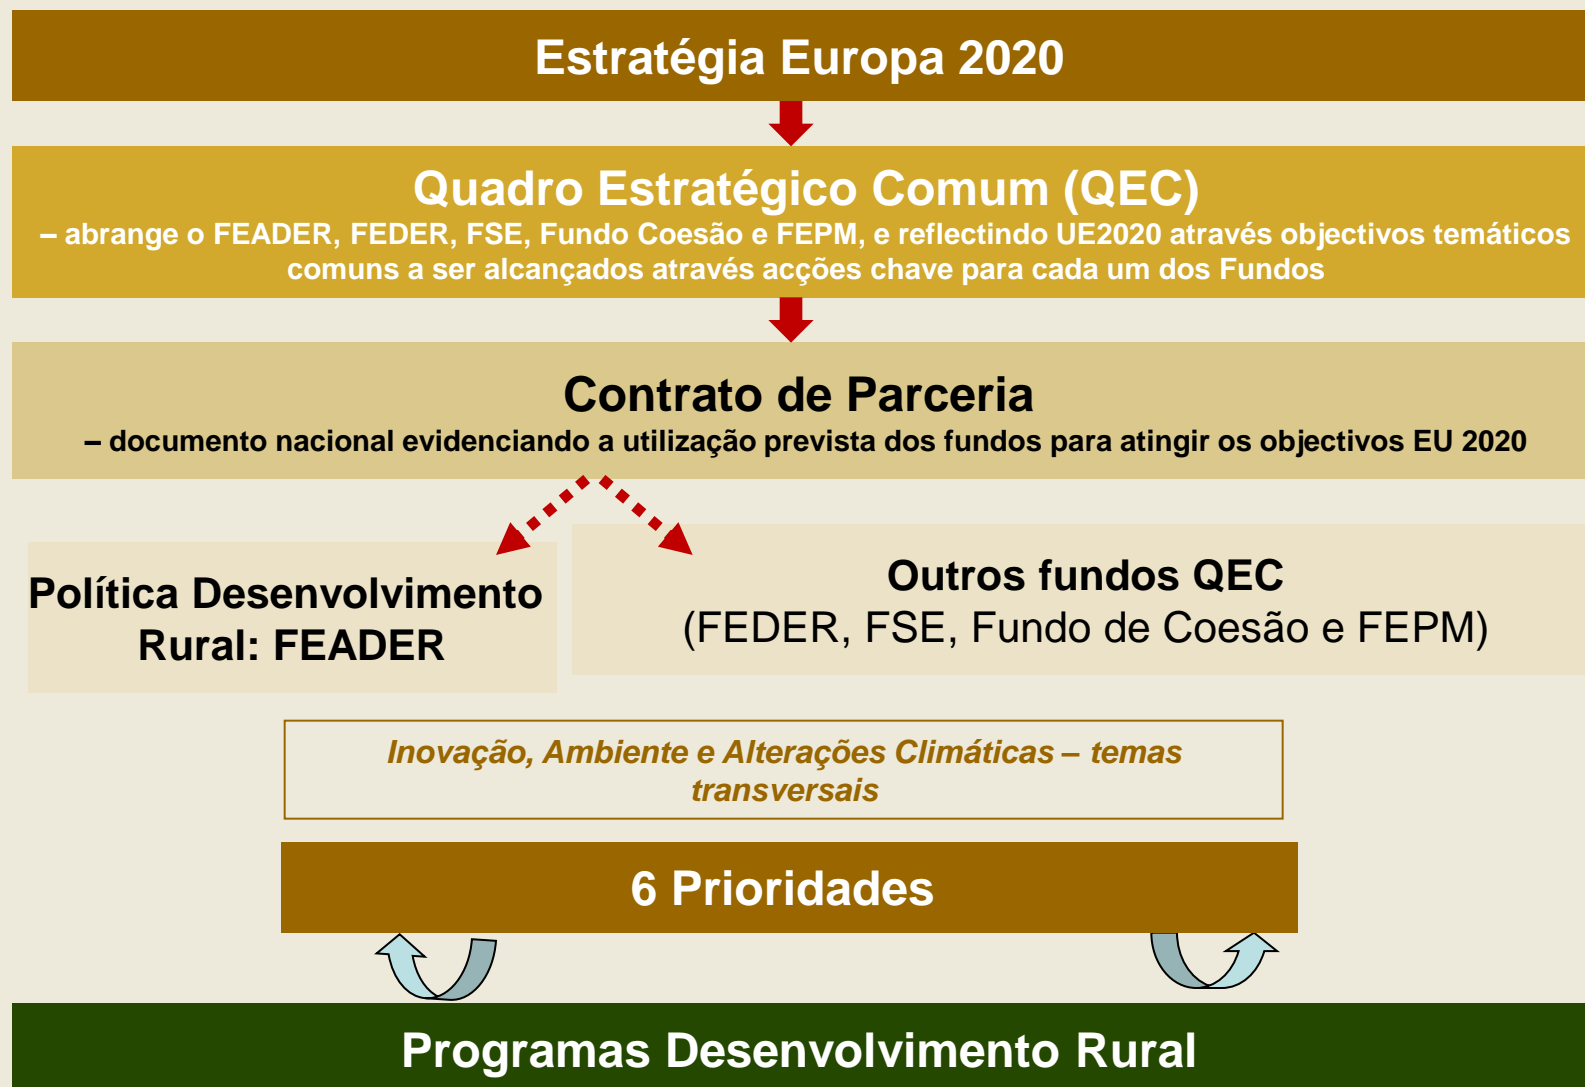 Estratégia Europa 2020
Quadro Estratégico Comum (QEC)
– abrange o FEADER, FEDER, FSE, Fundo Coesão e FEPM, e reflectindo UE2020 através objectivos temáticos
comuns a ser alcançados através acções chave para cada um dos Fundos
Contrato de Parceria
– documento nacional evidenciando a utilização prevista dos fundos para atingir os objectivos EU 2020
Política Desenvolvimento
Rural: FEADER
Outros fundos QEC
(FEDER, FSE, Fundo de Coesão e FEPM)
Inovação, Ambiente e Alterações Climáticas – temas
transversais
6 Prioridades
Programas Desenvolvimento Rural